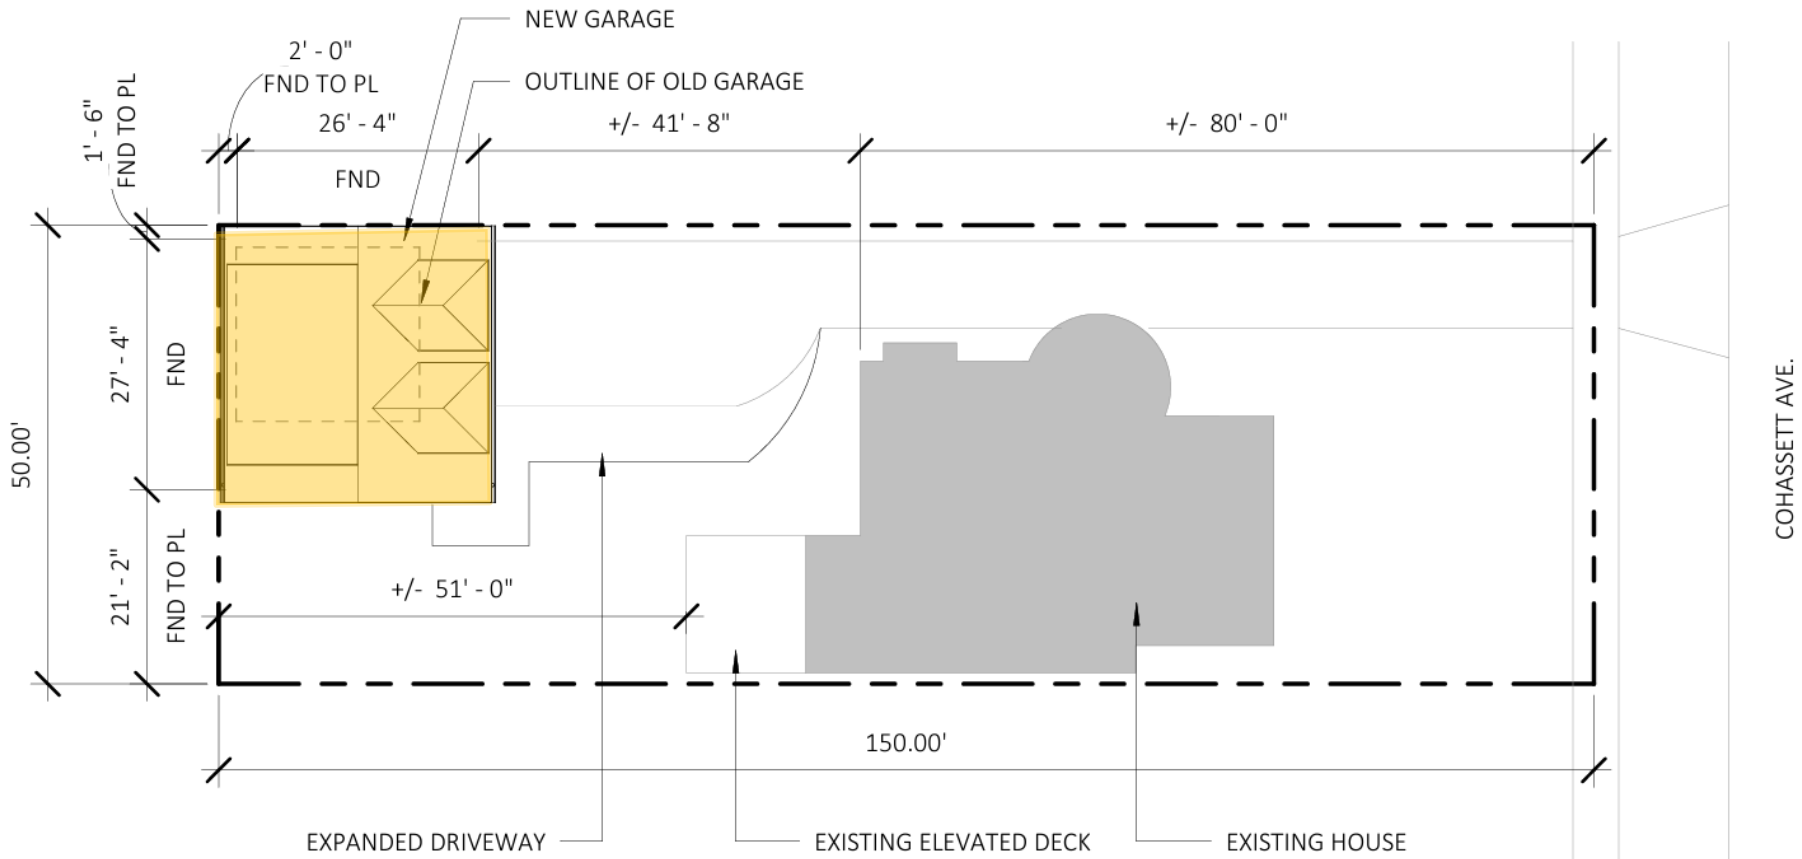 NEW GARAGE
2' - 0"
FND TO PL
OUTLINE OF OLD GARAGE
1' - 6"
FND TO PL
26' - 4"
+/- 41' - 8"
+/- 80' - 0"
FND
27' - 4"
FND
50.00'
COHASSETT AVE.
21' - 2"
FND TO PL
+/- 51' - 0"
150.00'
EXPANDED DRIVEWAY
EXISTING ELEVATED DECK
EXISTING HOUSE